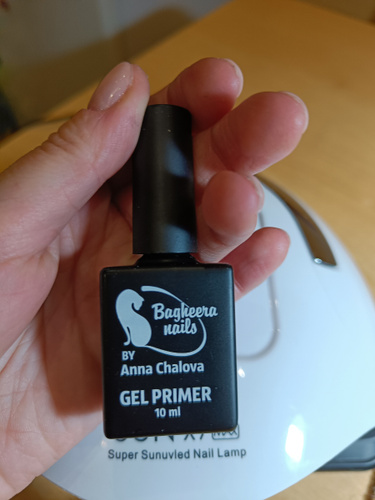 Bagheera
nails
BY
Anna Chalova
GEL PRIMER
10 ml
Super Sunuvled Nail Lamp